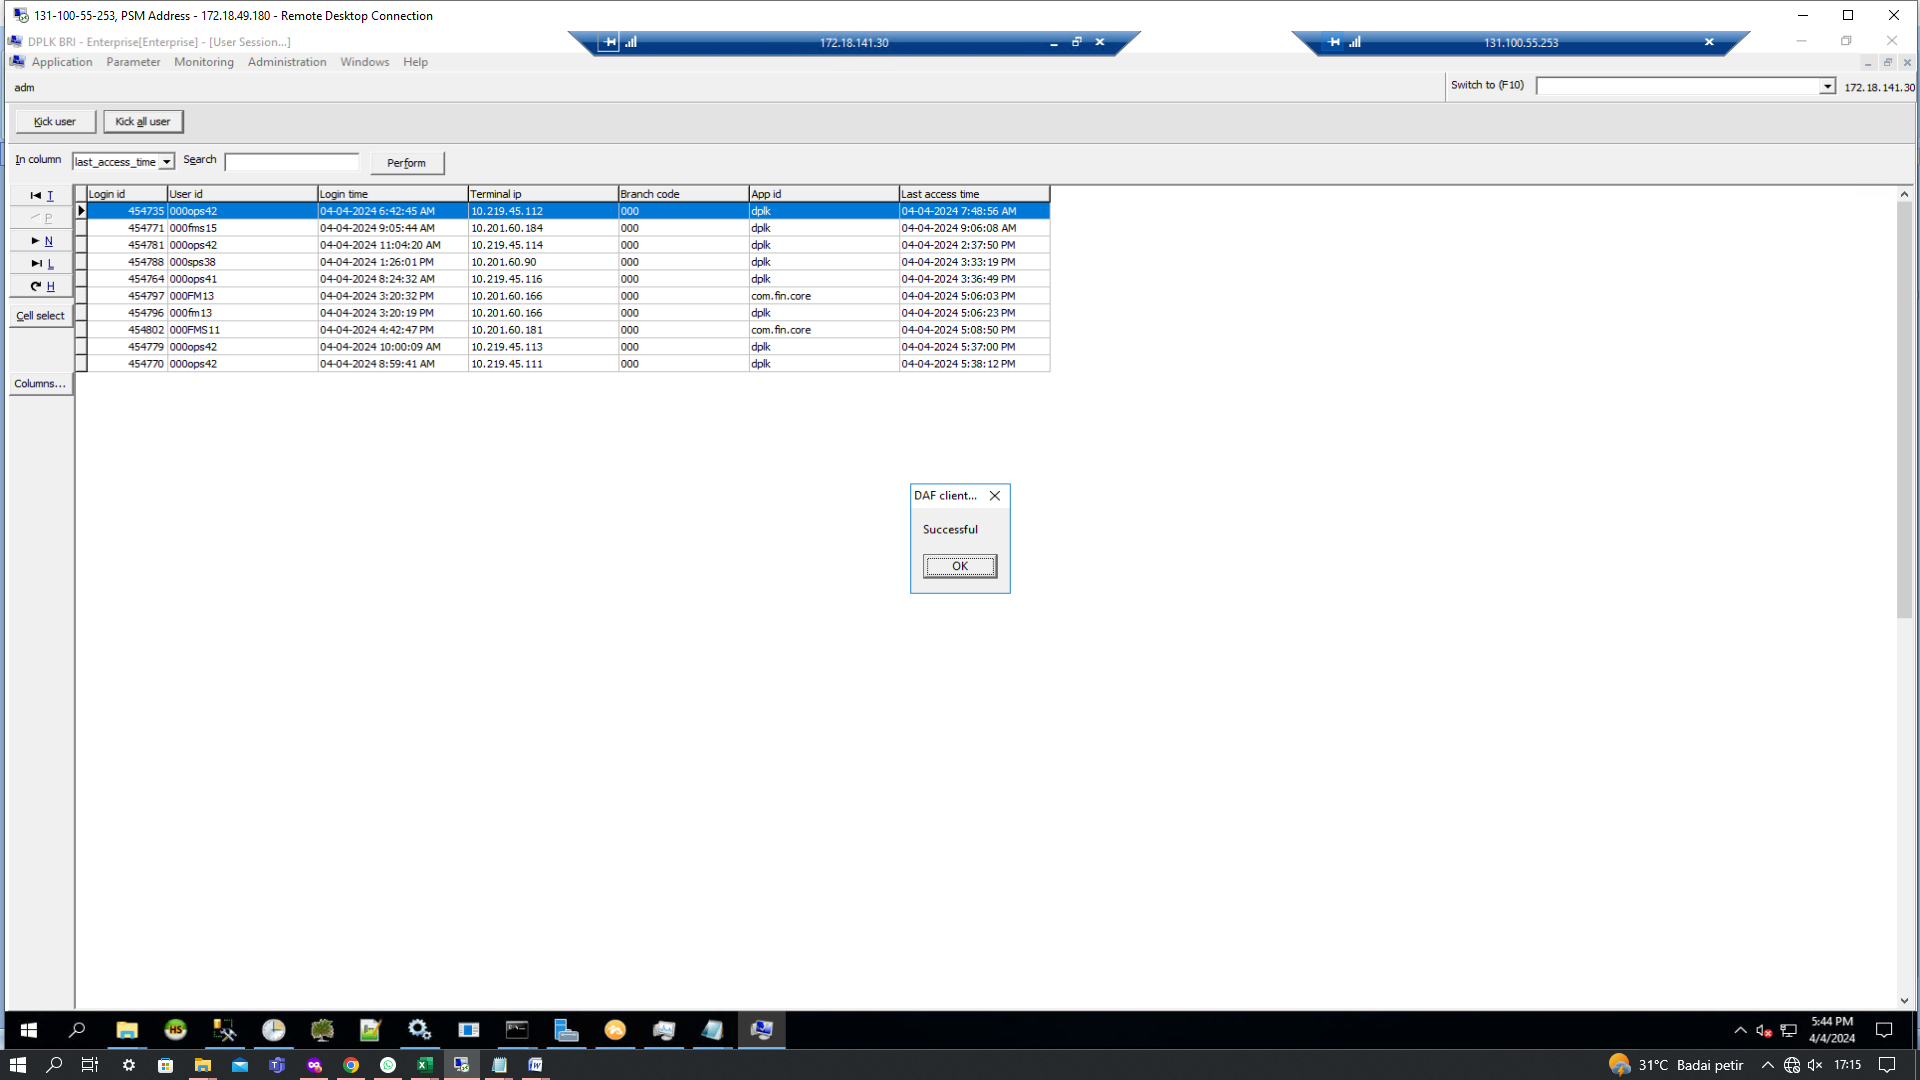 131-100-55-253, PSM Address - 172.18.49.180 - Remote Desktop Connection
DPLK BRI - Enterprise[Enterprise] - [User Session...]
172.18.141.30
131.100.55.253
Application Parameter Monitoring Administration Windows Help
adm
Switch to (F10)
172.18.141.30
Kick user
Kick all user
In column
last_access_time
Search
Perform
T
P
N
L
H
Cell select
Columns...
Login id User id Login time Terminal ip Branch code App id Last access time
454735 000ops42 04-04-2024 6:42:45 AM 10.219.45.112 000 dplk 04-04-2024 7:48:56 AM
454771 000fms15 04-04-2024 9:05:44 AM 10.201.60.184 000 dplk 04-04-2024 9:06:08 AM
454781 000ops42 04-04-2024 11:04:20 AM 10.219.45.114 000 dplk 04-04-2024 2:37:50 PM
454788 000sps38 04-04-2024 1:26:01 PM 10.201.60.90 000 dplk 04-04-2024 3:33:19 PM
454764 000ops41 04-04-2024 8:24:32 AM 10.219.45.116 000 dplk 04-04-2024 3:36:49 PM
454797 000FM13 04-04-2024 3:20:32 PM 10.201.60.166 000 com.fin.core 04-04-2024 5:06:03 PM
454796 000fm13 04-04-2024 3:20:19 PM 10.201.60.166 000 dplk 04-04-2024 5:06:23 PM
454802 000FMS11 04-04-2024 4:42:47 PM 10.201.60.181 000 com.fin.core 04-04-2024 5:08:50 PM
454779 000ops42 04-04-2024 10:00:09 AM 10.219.45.113 000 dplk 04-04-2024 5:37:00 PM
454770 000ops42 04-04-2024 8:59:41 AM 10.219.45.111 000 dplk 04-04-2024 5:38:12 PM
DAF client...
Successful
OK
HS
5:44 PM
4/4/2024
31°C Badai petir
17:15